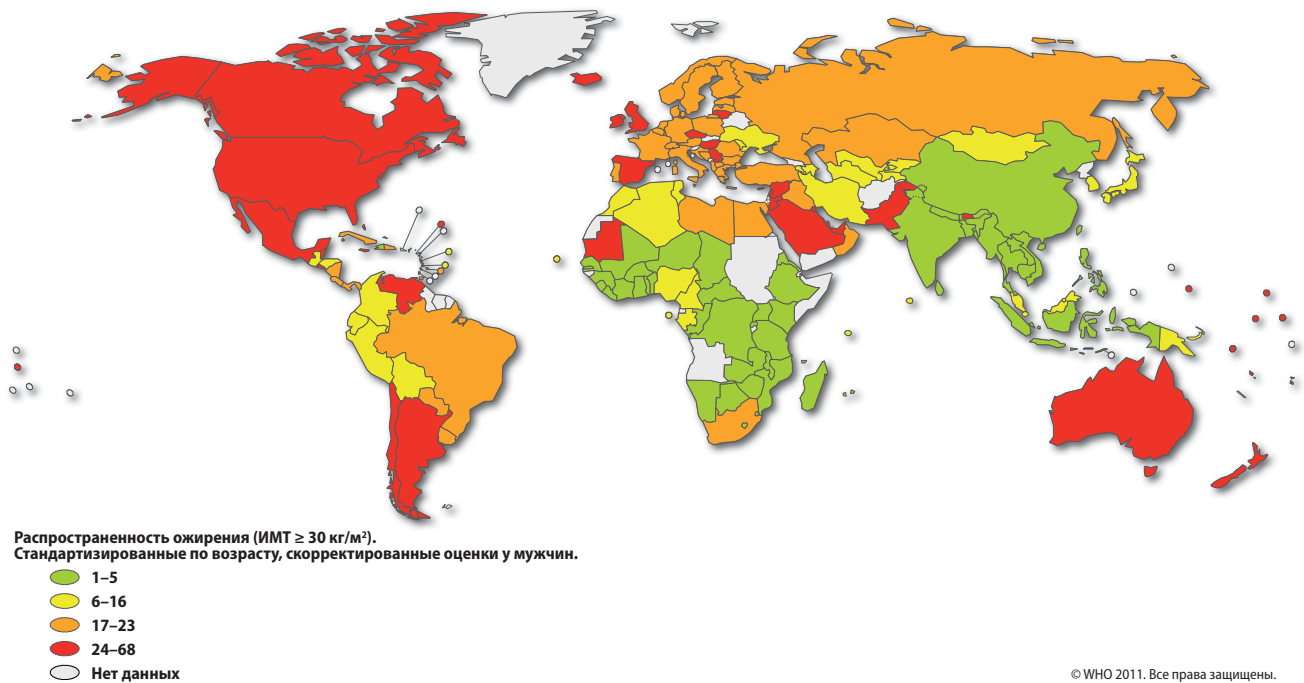 Распространенность ожирения (ИМТ ≥ 30 кг/м²).
Стандартизированные по возрасту, скорректированные оценки у мужчин.
1–5
6–16
17–23
24–68
Нет данных
© WHO 2011. Все права защищены.